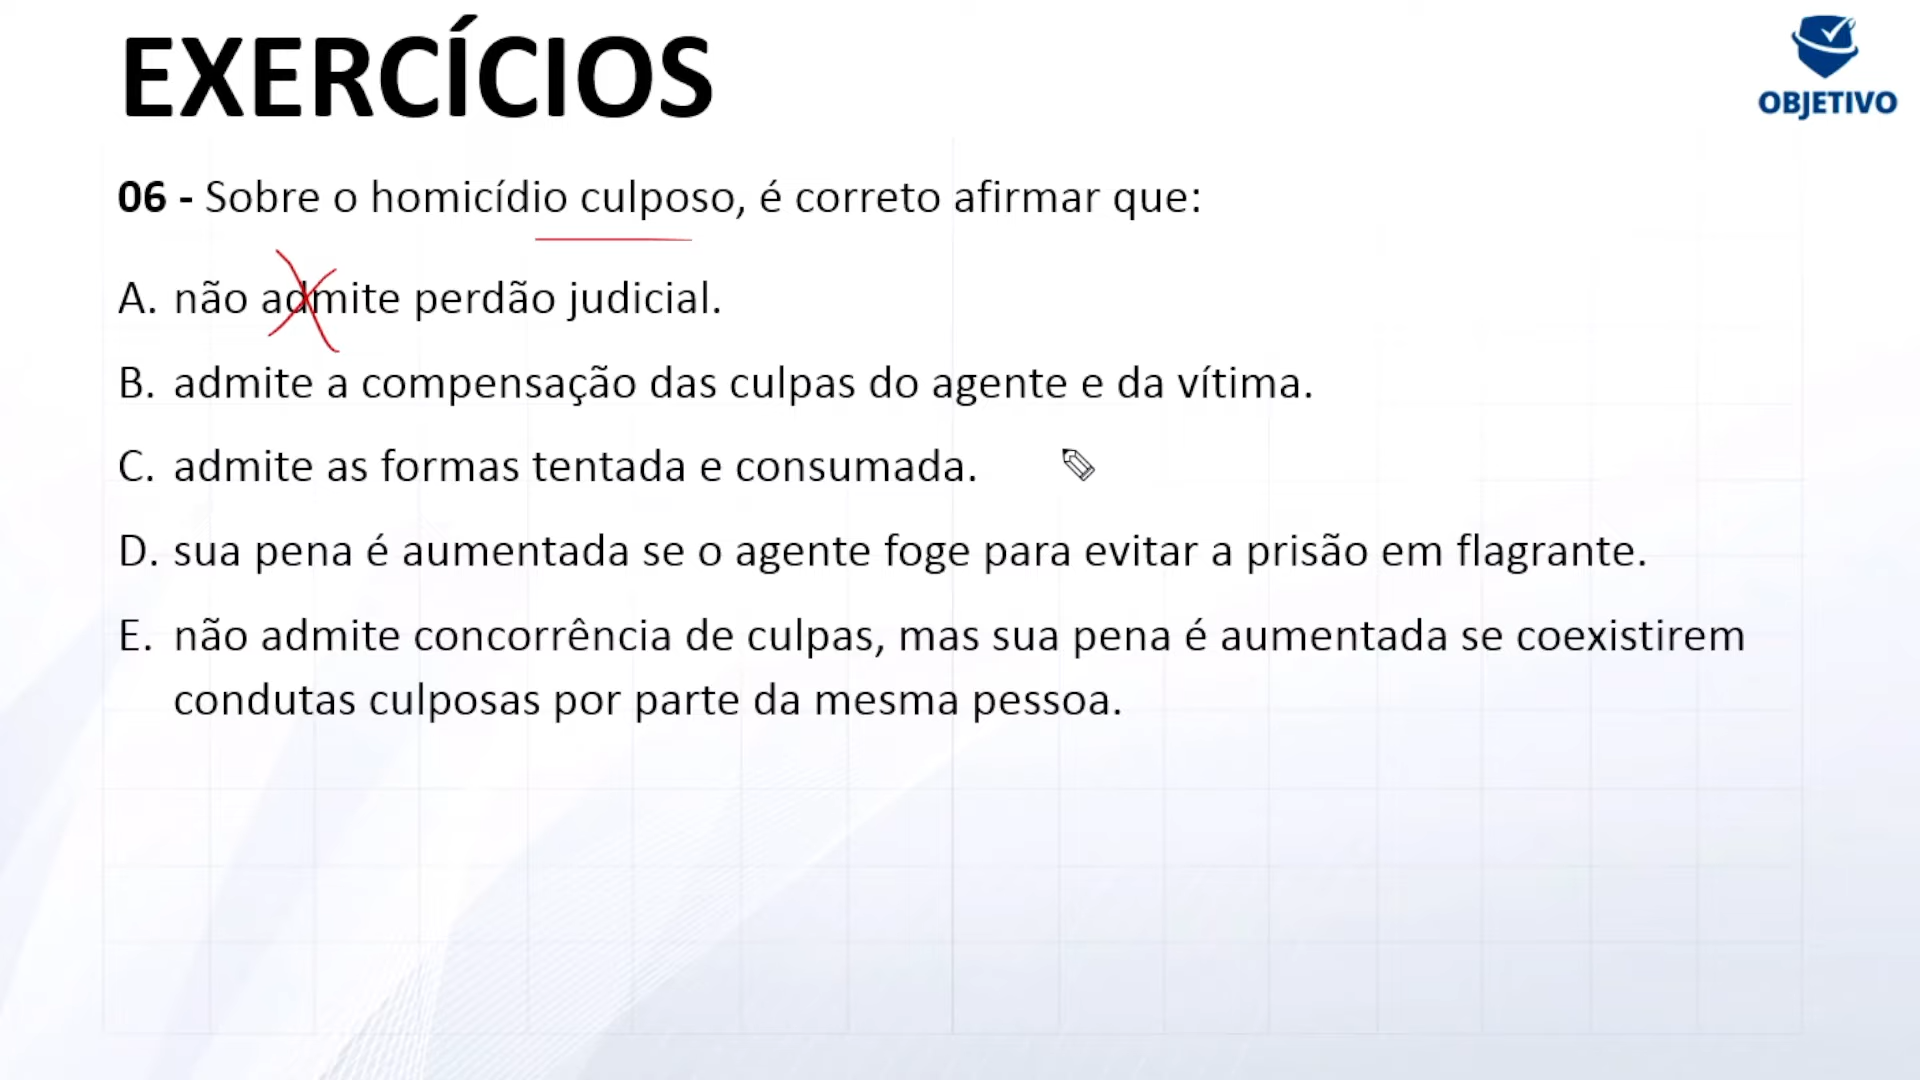 EXERCÍCIOS
OBJETIVO
06 - Sobre o homicídio culposo, é correto afirmar que:
A. não admite perdão judicial.
B. admite a compensação das culpas do agente e da vítima.
C. admite as formas tentada e consumada.
D. sua pena é aumentada se o agente foge para evitar a prisão em flagrante.
E. não admite concorrência de culpas, mas sua pena é aumentada se coexistirem
condutas culposas por parte da mesma pessoa.